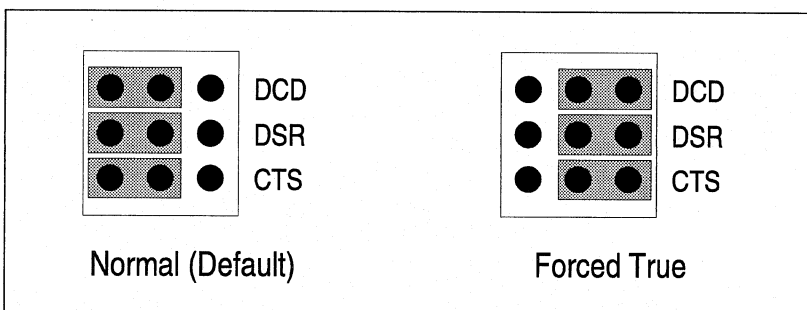 DCD
DSR
CTS
Normal (Default)
DCD
DSR
CTS
Forced True